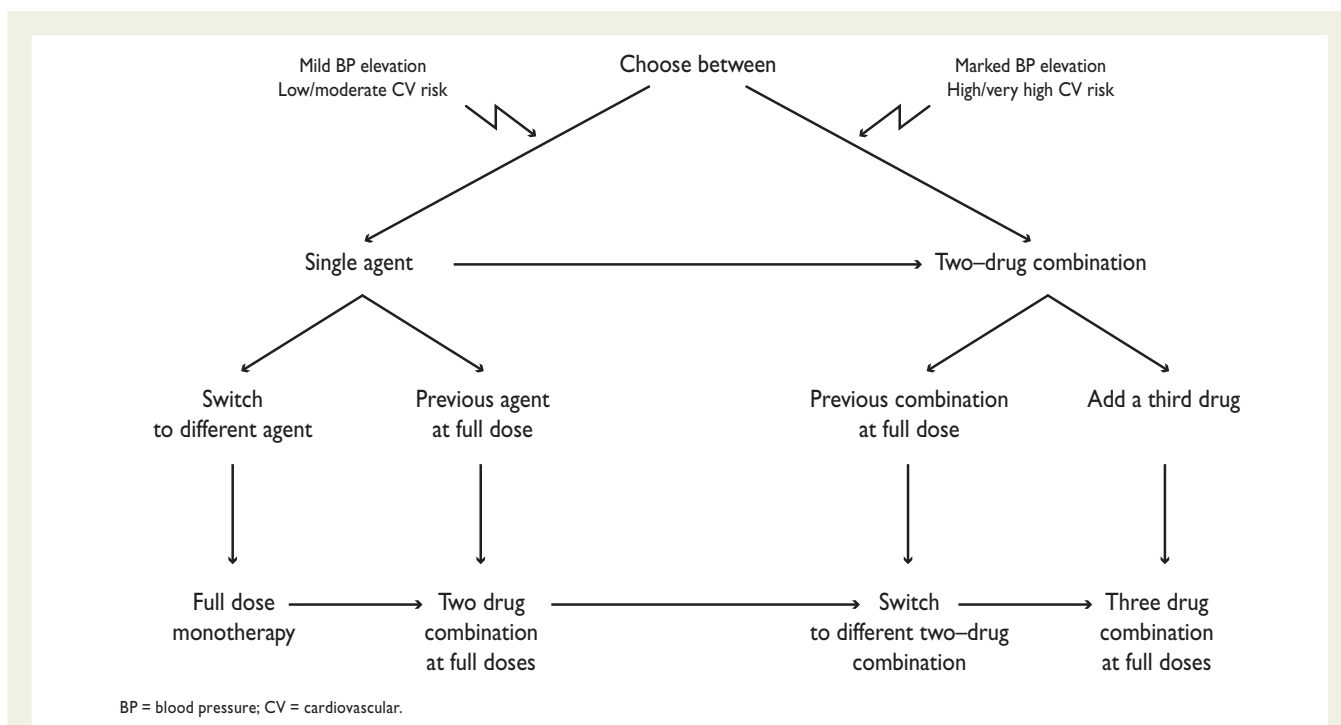 Mild BP elevation
Low/moderate CV risk
Choose between
Marked BP elevation
High/very high CV risk
Single agent
Two–drug combination
Switch
to different agent
Previous agent
at full dose
Previous combination
at full dose
Add a third drug
Full dose
monotherapy
Two drug
combination
at full doses
Switch
to different two–drug
combination
Three drug
combination
at full doses
BP = blood pressure; CV = cardiovascular.